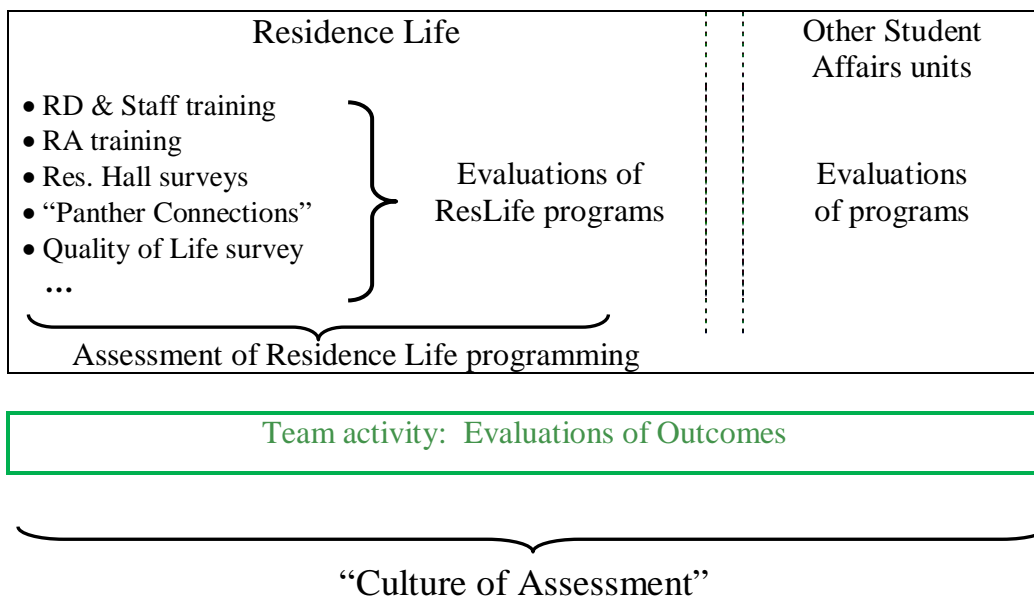 Residence Life
• RD & Staff training
• RA training
• Res. Hall surveys
• “Panther Connections”
• Quality of Life survey
...
Evaluations of
ResLife programs
Assessment of Residence Life programming
Other Student
Affairs units
Evaluations
of programs
Team activity:  Evaluations of Outcomes
“Culture of Assessment”